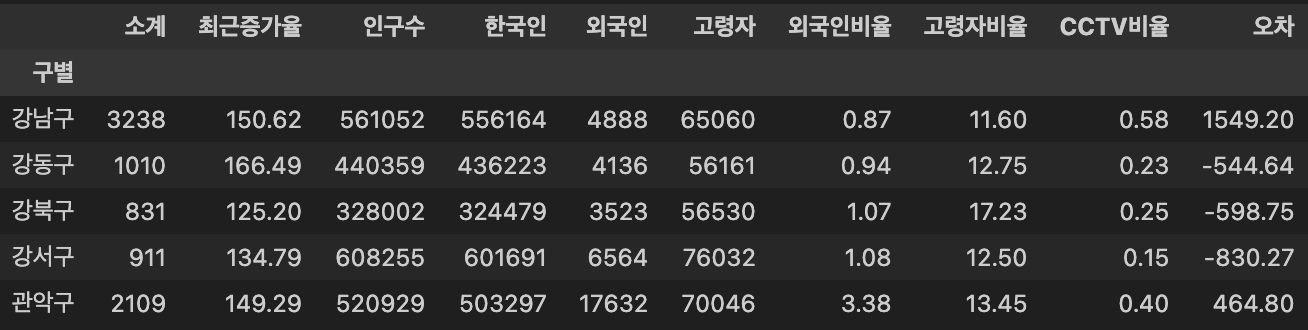 소계 최근증가율 인구수 한국인 외국인 고령자 외국인비율 고령자비율 CCTV비율 오차
구별
강남구 3238 150.62 561052 556164 4888 65060 0.87 11.60 0.58 1549.20
강동구 1010 166.49 440359 436223 4136 56161 0.94 12.75 0.23 -544.64
강북구 831 125.20 328002 324479 3523 56530 1.07 17.23 0.25 -598.75
강서구 911 134.79 608255 601691 6564 76032 1.08 12.50 0.15 -830.27
관악구 2109 149.29 520929 503297 17632 70046 3.38 13.45 0.40 464.80